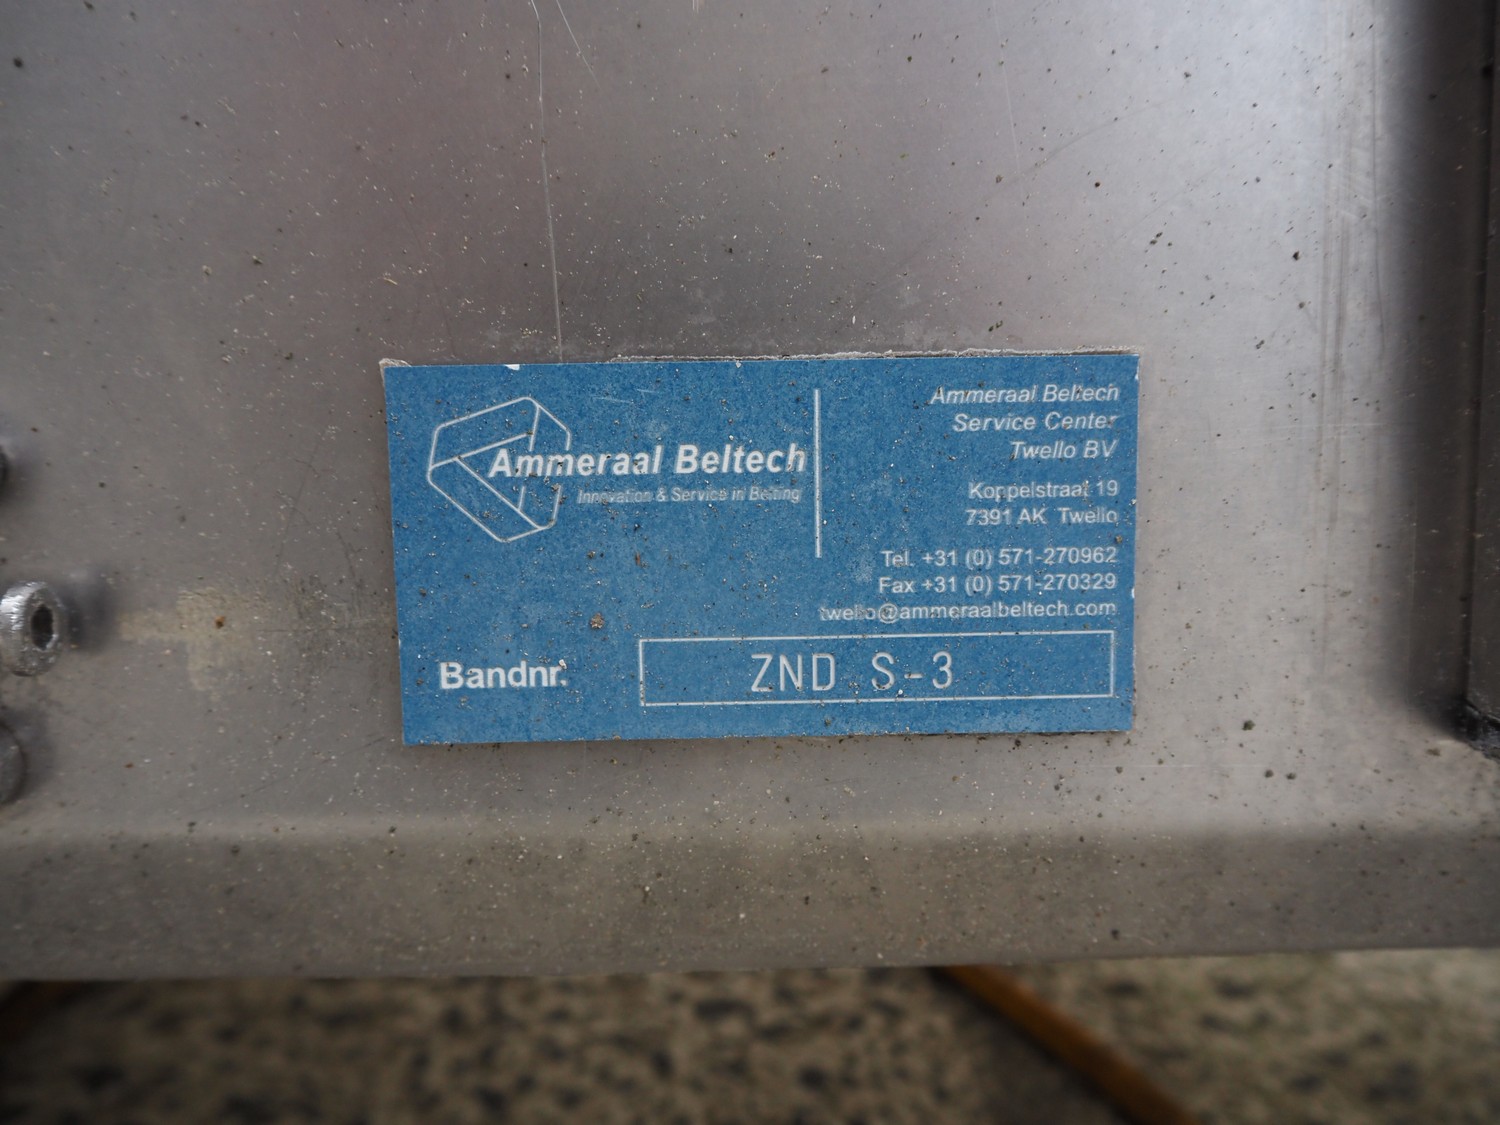 Ammeraal Beltech
Innovation & Service in Belting
Ammeraal Beltech
Service Center
Twello BV
Koppelstraat 19
7391 AK Twello
Tel. +31 (0) 571-270962
Fax +31 (0) 571-270329
twello@ammeraalbeltech.com
Bandnr. ZND S-3